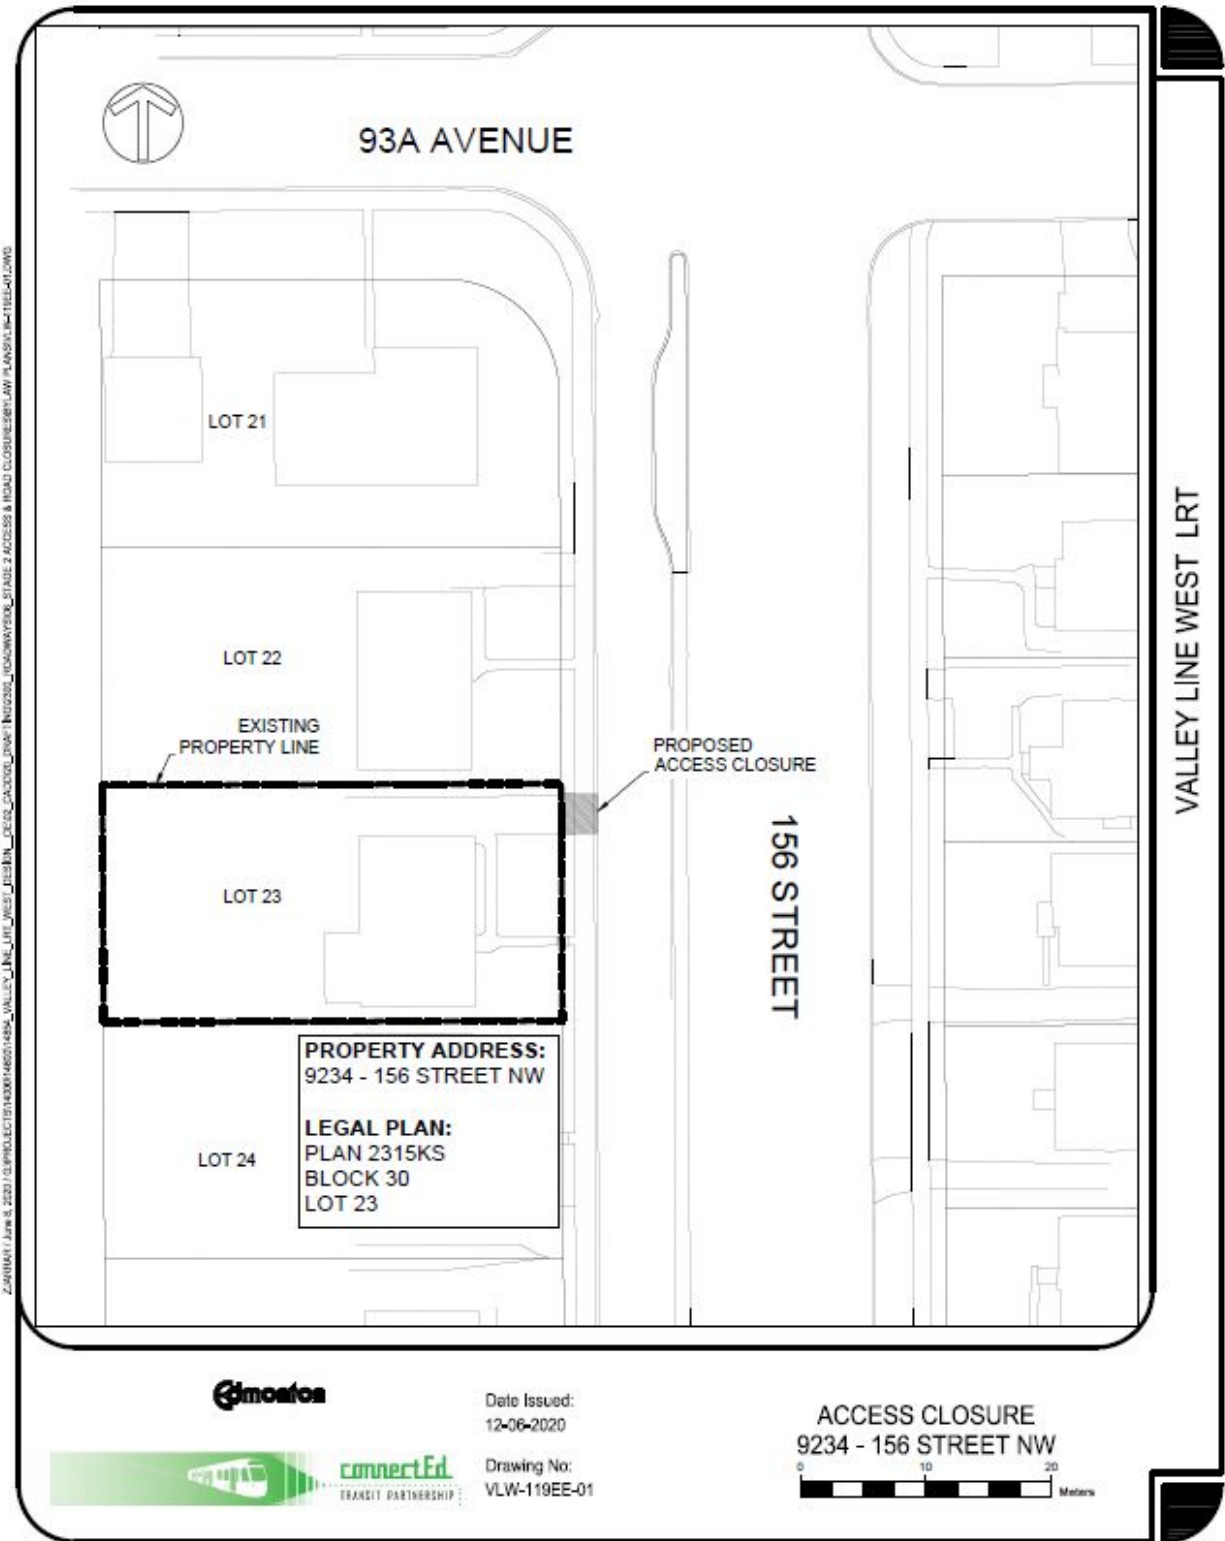 93A AVENUE
LOT 21
LOT 22
EXISTING
PROPERTY LINE
PROPOSED
ACCESS CLOSURE
156 STREET
LOT 23
PROPERTY ADDRESS:
9234 - 156 STREET NW
LEGAL PLAN:
PLAN 2315KS
BLOCK 30
LOT 23
LOT 24
VALLEY LINE WEST LRT
Edmonton
connectEd
TRANSIT PARTNERSHIP
Date Issued:
12-06-2020
Drawing No:
VLW-119EE-01
ACCESS CLOSURE
9234 - 156 STREET NW
0 10 20
Meters